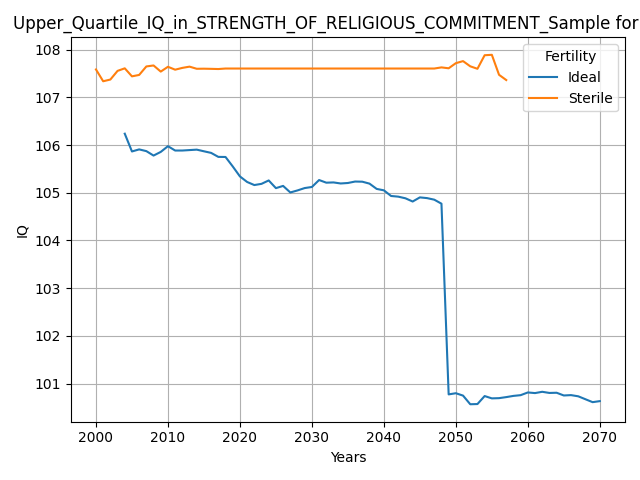 Upper_Quartile_IQ_in_STRENGTH_OF_RELIGIOUS_COMMITMENT_Sample for
108
107
106
105
104
103
102
101
IQ
Fertility
Ideal
Sterile
2000 2010 2020 2030 2040 2050 2060 2070
Years